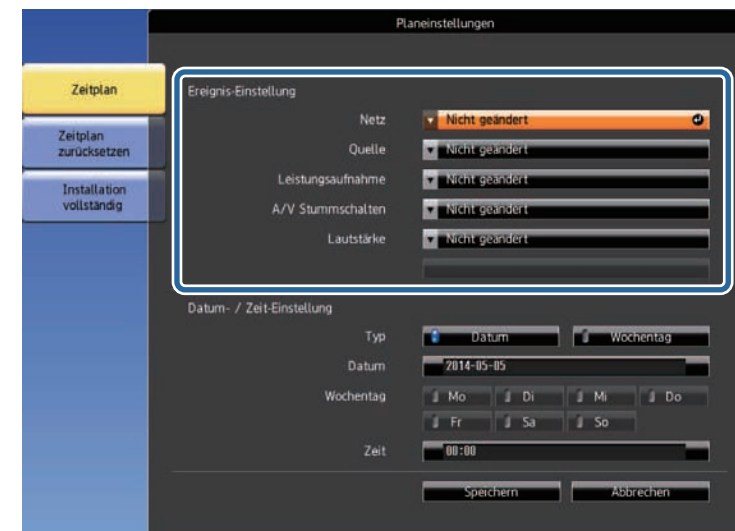 Planeinstellungen
Zeitplan
Zeitplan
zurücksetzen
Installation
vollständig
Ereignis-Einstellung
Netz Nicht geändert
Quelle Nicht geändert
Leistungsaufnahme Nicht geändert
A/V Stummschalten Nicht geändert
Lautstärke Nicht geändert
Datum- / Zeit-Einstellung
Typ Datum Wochentag
Datum 2014-05-05
Wochentag Mo Di Mi Do
Fr Sa So
Zeit 00:00
Speichern Abbrechen